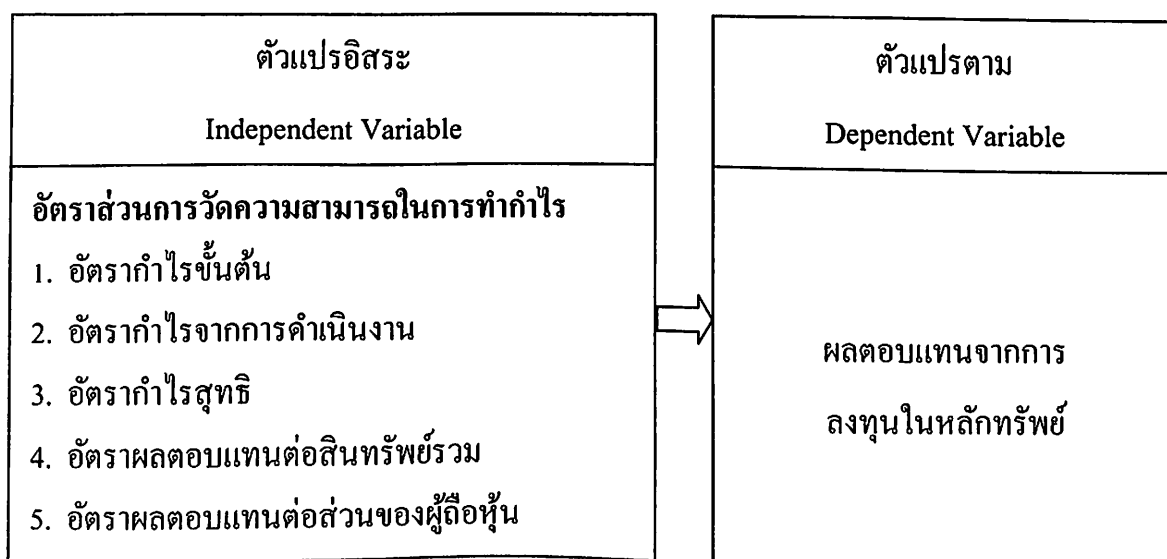 ตัวแปรอิสระ
Independent Variable
อัตราส่วนการวัดความสามารถในการทำกำไร
1. อัตรากำไรขั้นต้น
2. อัตรากำไรจากการดำเนินงาน
3. อัตรากำไรสุทธิ
4. อัตราผลตอบแทนต่อสินทรัพย์รวม
5. อัตราผลตอบแทนต่อส่วนของผู้ถือหุ้น
ตัวแปรตาม
Dependent Variable
ผลตอบแทนจากการ
ลงทุนในหลักทรัพย์